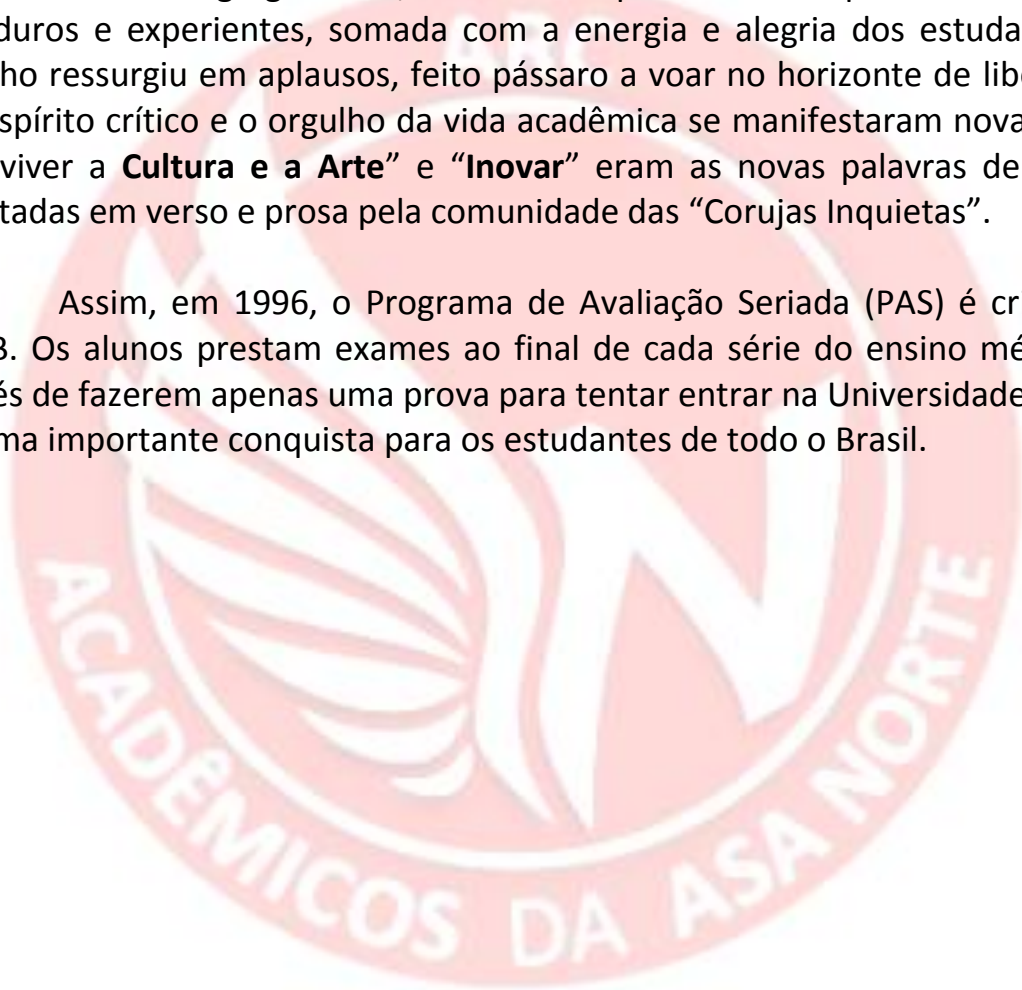 duros e experientes, somada com a energia e alegria dos estuda
ho ressurgiu em aplausos, feito pássaro a voar no horizonte de lib
spírito crítico e o orgulho da vida acadêmica se manifestaram nova
viver a Cultura e a Arte” e “Inovar” eram as novas palavras de
tadas em verso e prosa pela comunidade das “Corujas Inquietas”.
Assim, em 1996, o Programa de Avaliação Seriada (PAS) é cr
B. Os alunos prestam exames ao final de cada série do ensino mé
és de fazerem apenas uma prova para tentar entrar na Universidade
ma importante conquista para os estudantes de todo o Brasil.
ARC
N
ACADÊMICOS DA ASA NORTE